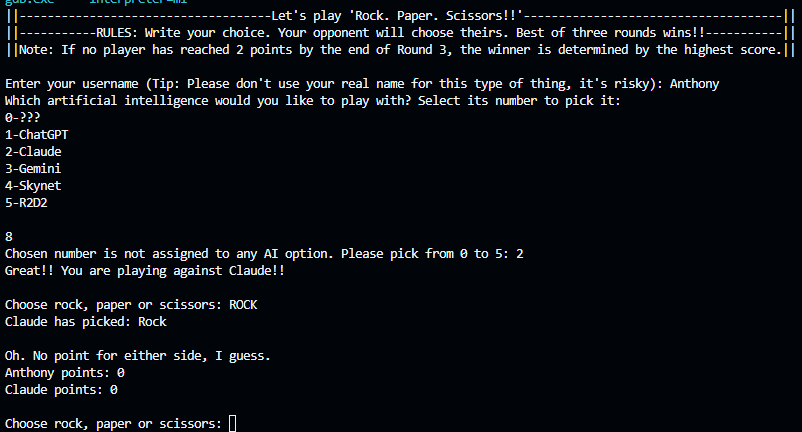 gdb.exe' '--interpreter=mi'
||------------------------------------Let's play 'Rock. Paper. Scissors!!'-------------------------------------||
||-----------RULES: Write your choice. Your opponent will choose theirs. Best of three rounds wins!!-----------||
||Note: If no player has reached 2 points by the end of Round 3, the winner is determined by the highest score.||
Enter your username (Tip: Please don't use your real name for this type of thing, it's risky): Anthony
Which artificial intelligence would you like to play with? Select its number to pick it:
0-???
1-ChatGPT
2-Claude
3-Gemini
4-Skynet
5-R2D2
8
Chosen number is not assigned to any AI option. Please pick from 0 to 5: 2
Great!! You are playing against Claude!!
Choose rock, paper or scissors: ROCK
Claude has picked: Rock
Oh. No point for either side, I guess.
Anthony points: 0
Claude points: 0
Choose rock, paper or scissors: